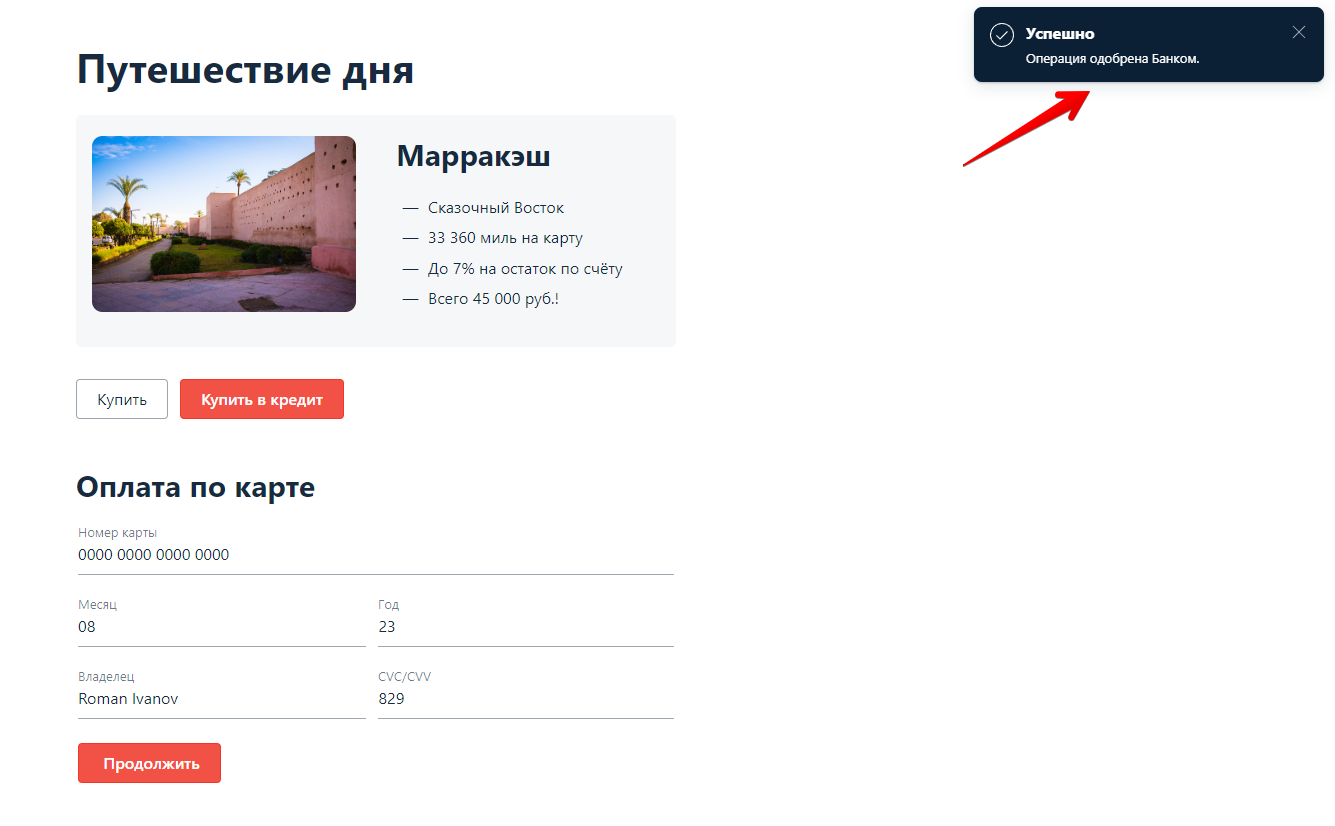 Путешествие дня
Успешно
Операция одобрена Банком.
Марракэш
— Сказочный Восток
— 33 360 миль на карту
— До 7% на остаток по счёту
— Всего 45 000 руб.!
Купить
Купить в кредит
Оплата по карте
Номер карты
0000 0000 0000 0000
Месяц
08
Год
23
Владелец
Roman Ivanov
CVC/CVV
829
Продолжить